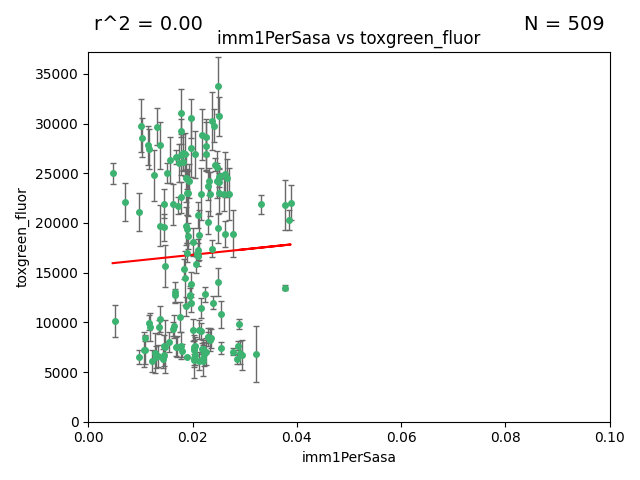 r^2 = 0.00
N = 509
imm1PerSasa vs toxgreen_fluor
35000
30000
25000
20000
15000
10000
5000
0
toxgreen_fluor
0.00
0.02
0.04
0.06
0.08
0.10
imm1PerSasa